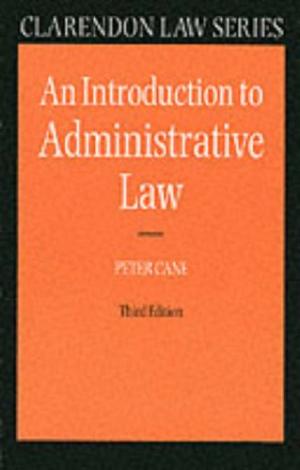 CLARENDON LAW SERIES
An Introduction to
Administrative
Law
PETER CANE
Third Edition